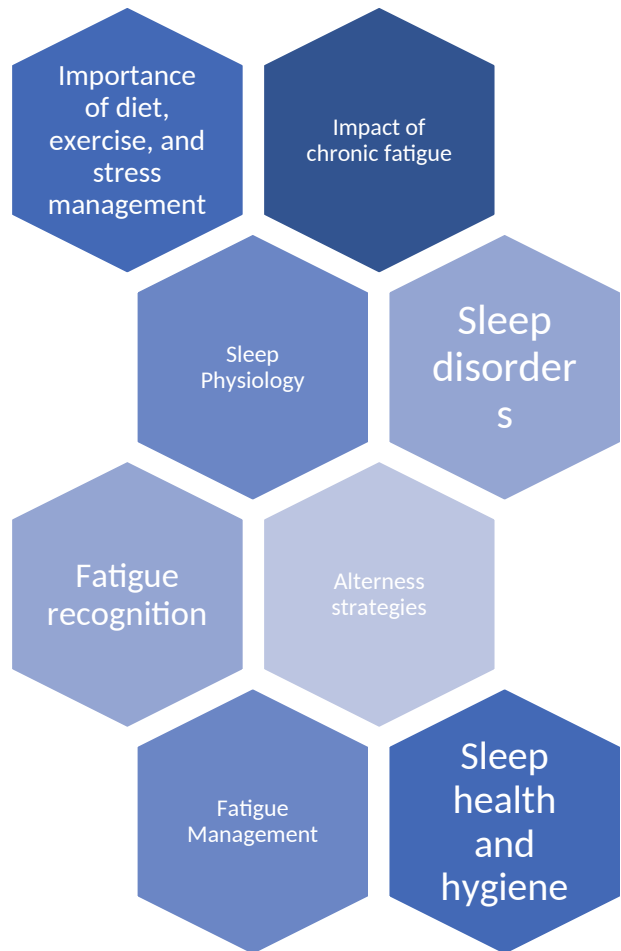 Importance
of diet,
exercise, and
stress
management
Impact of
chronic fatigue
Sleep
Physiology
Sleep
disorder
s
Fatigue
recognition
Alterness
strategies
Fatigue
Management
Sleep
health
and
hygiene